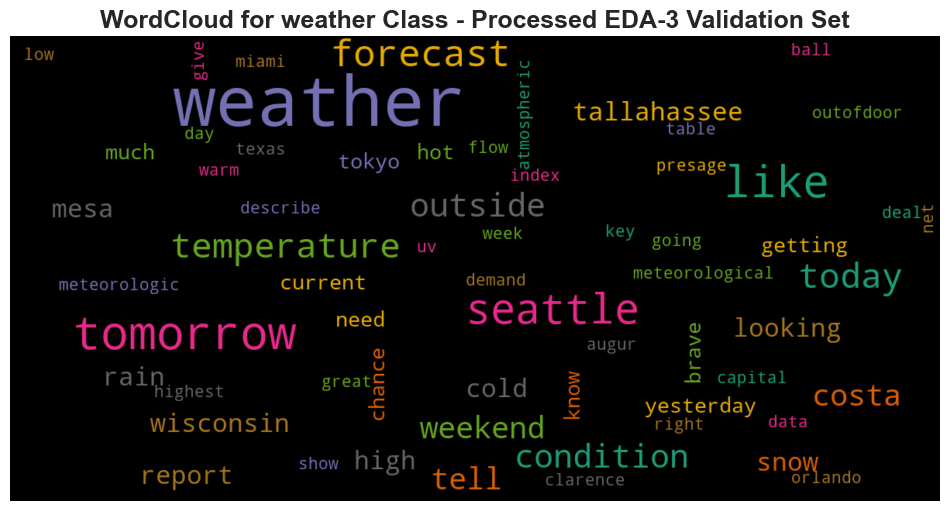 WordCloud for weather Class - Processed EDA-3 Validation Set
low
give
miami
forecast
ball
weather
atmospheric
tallahassee
outofdoor
table
day
much
texas
tokyo
hot
flow
warm
index
presage
like
mesa
describe
outside
deal
net
temperature
uv
week
key
going
getting
meteorologic
current
demand
meteorological
today
tomorrow
need
seattle
looking
augur
brave
rain
highest
great
chance
cold
know
capital
costa
wisconsin
weekend
yesterday
right
data
report
show
high
tell
condition
clarence
snow
orlando